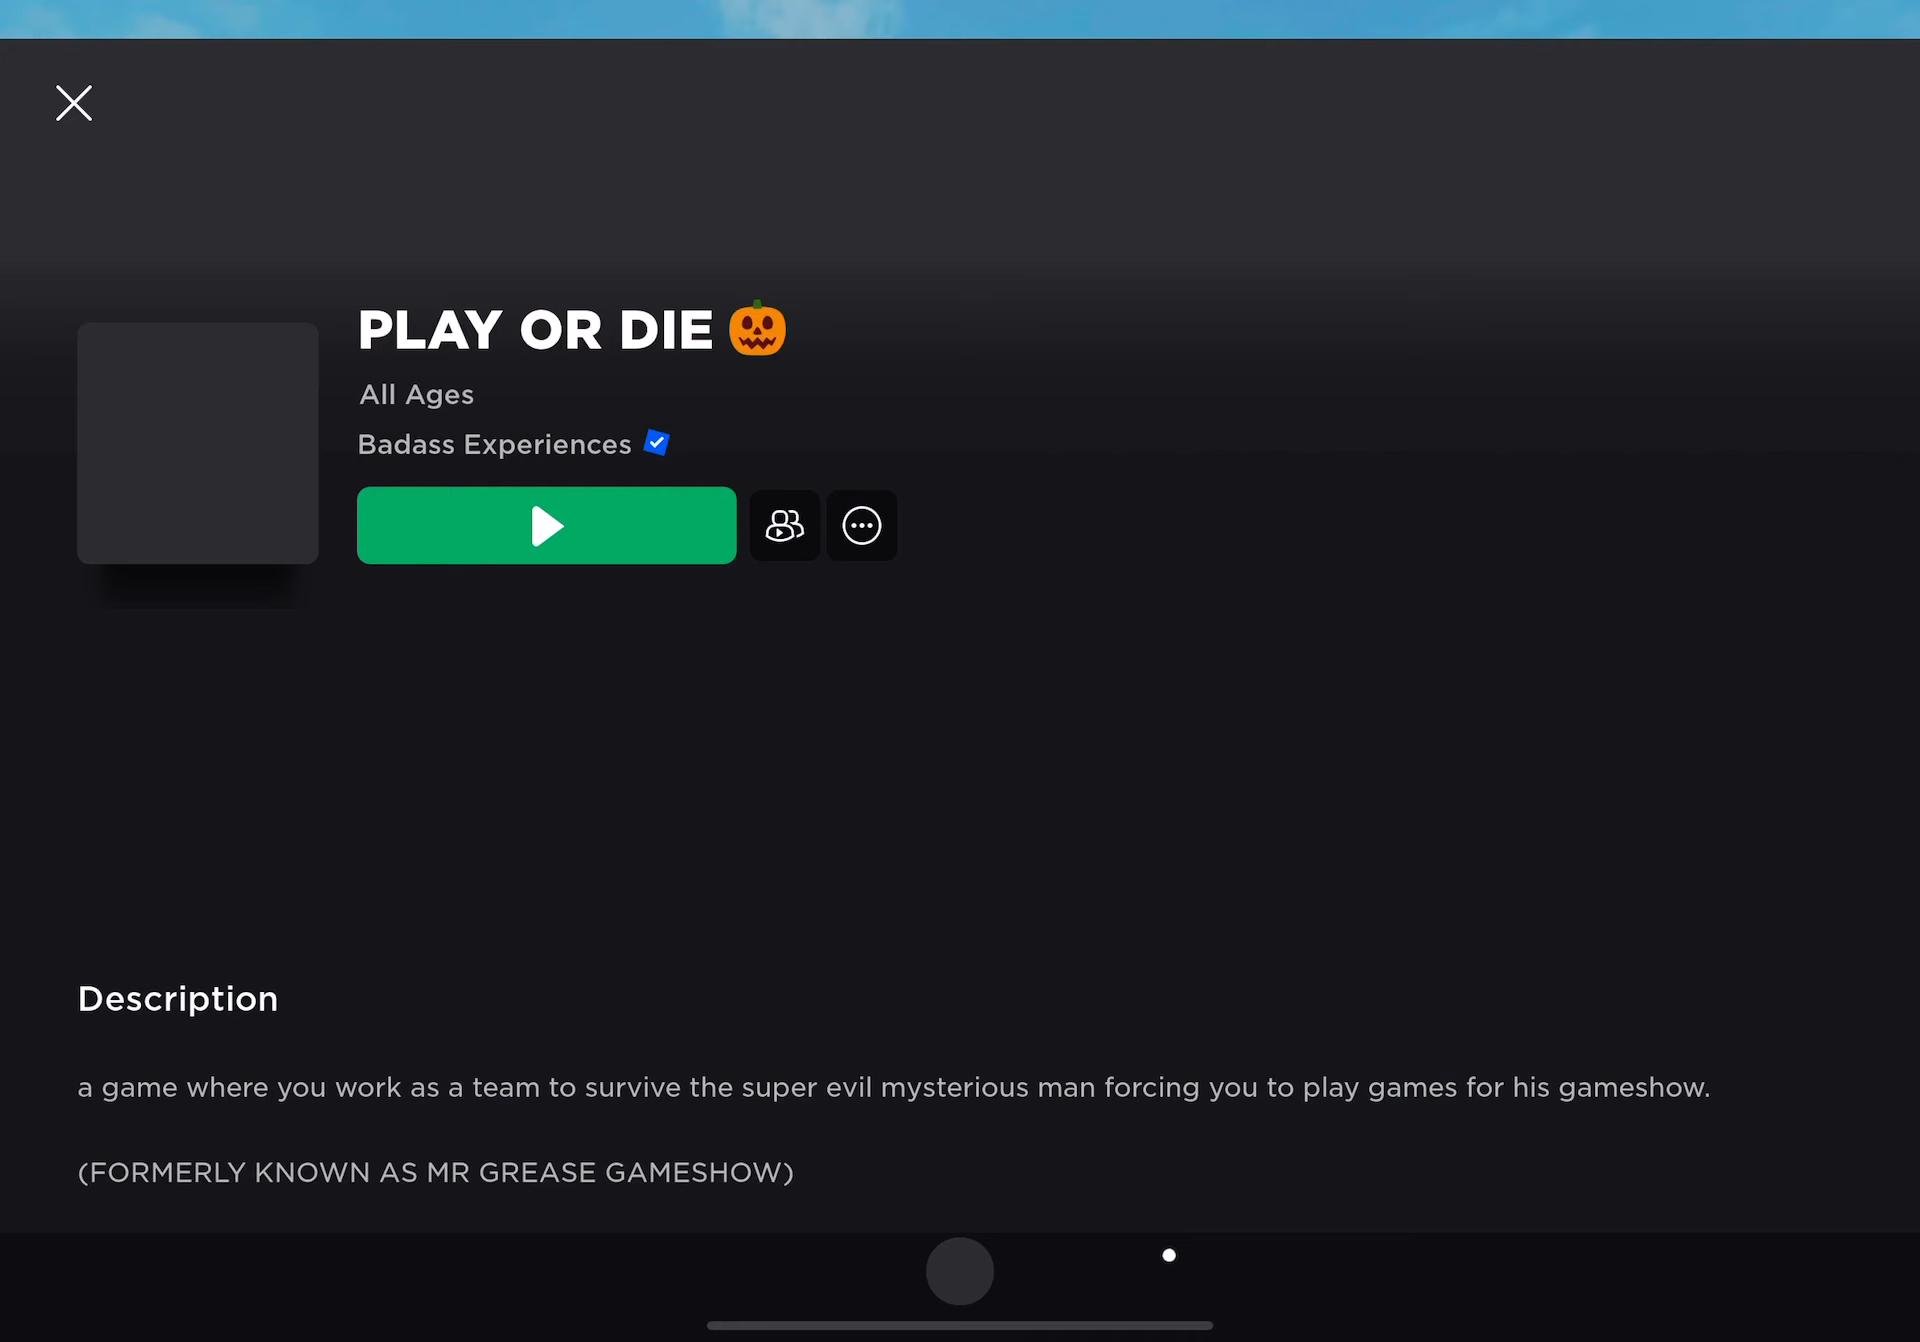 PLAY OR DIE 🎃
All Ages
Badass Experiences
Description
a game where you work as a team to survive the super evil mysterious man forcing you to play games for his gameshow.
(FORMERLY KNOWN AS MR GREASE GAMESHOW)